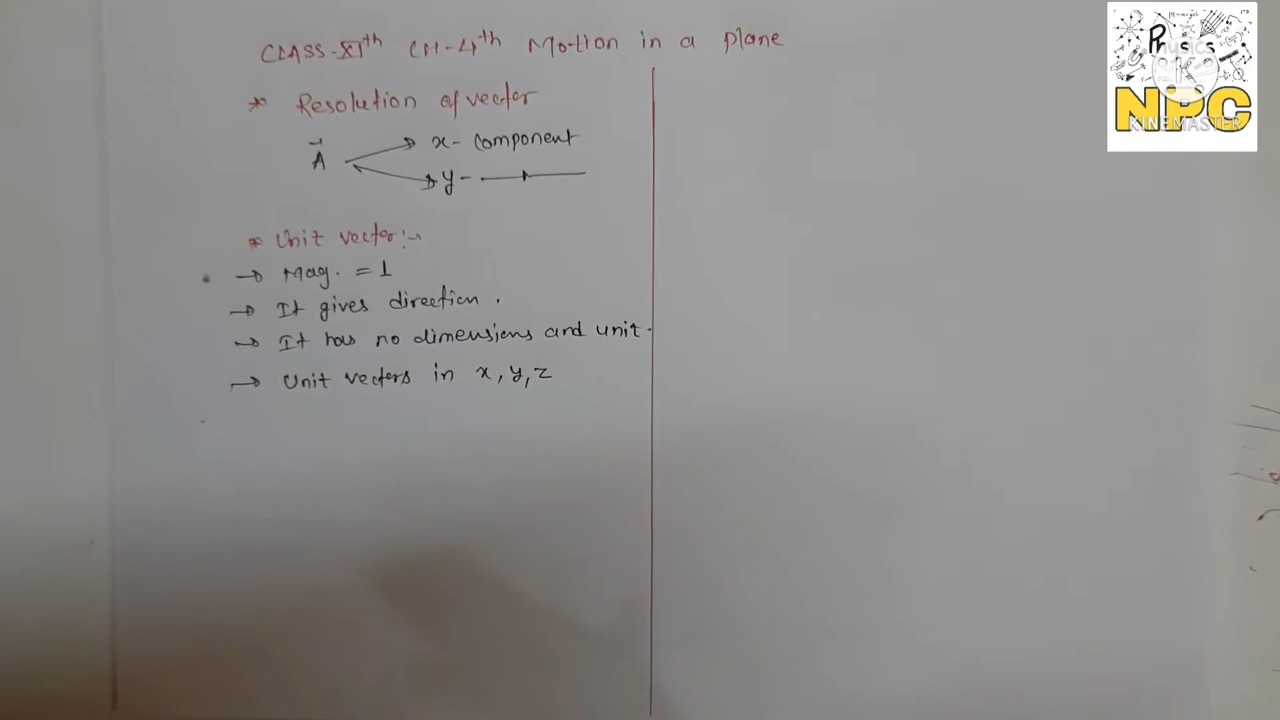 CLASS-XIth CH-4th Motion in a plane
* Resolution of vector
A → x- component
→ y- —〃—
* Unit vector:-
→ Mag. = 1
→ It gives direction.
→ It has no dimensions and unit.
→ Unit vectors in x, y, z
Physics
K
NPC
KINEMASTER